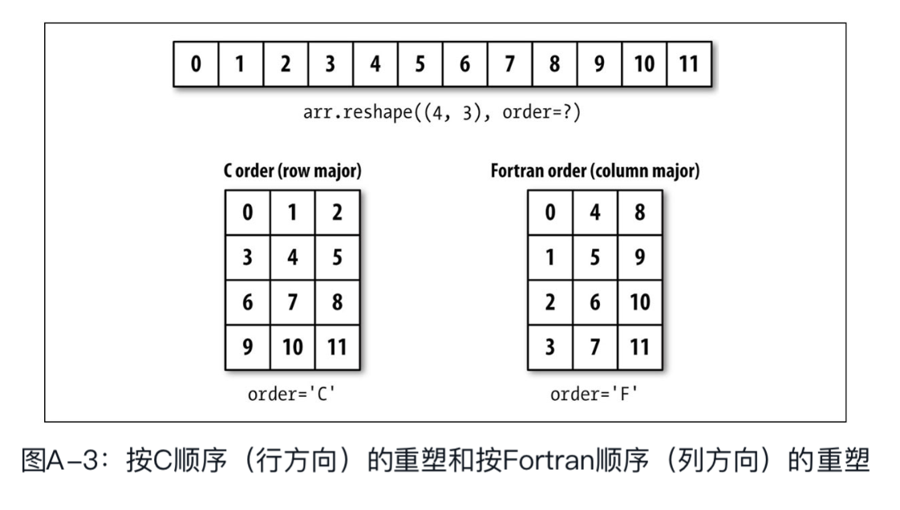 0 1 2 3 4 5 6 7 8 9 10 11
arr.reshape((4, 3), order=?)
C order (row major)
0 1 2
3 4 5
6 7 8
9 10 11
order='C'
Fortran order (column major)
0 4 8
1 5 9
2 6 10
3 7 11
order='F'
图A-3：按C顺序（行方向）的重塑和按Fortran顺序（列方向）的重塑